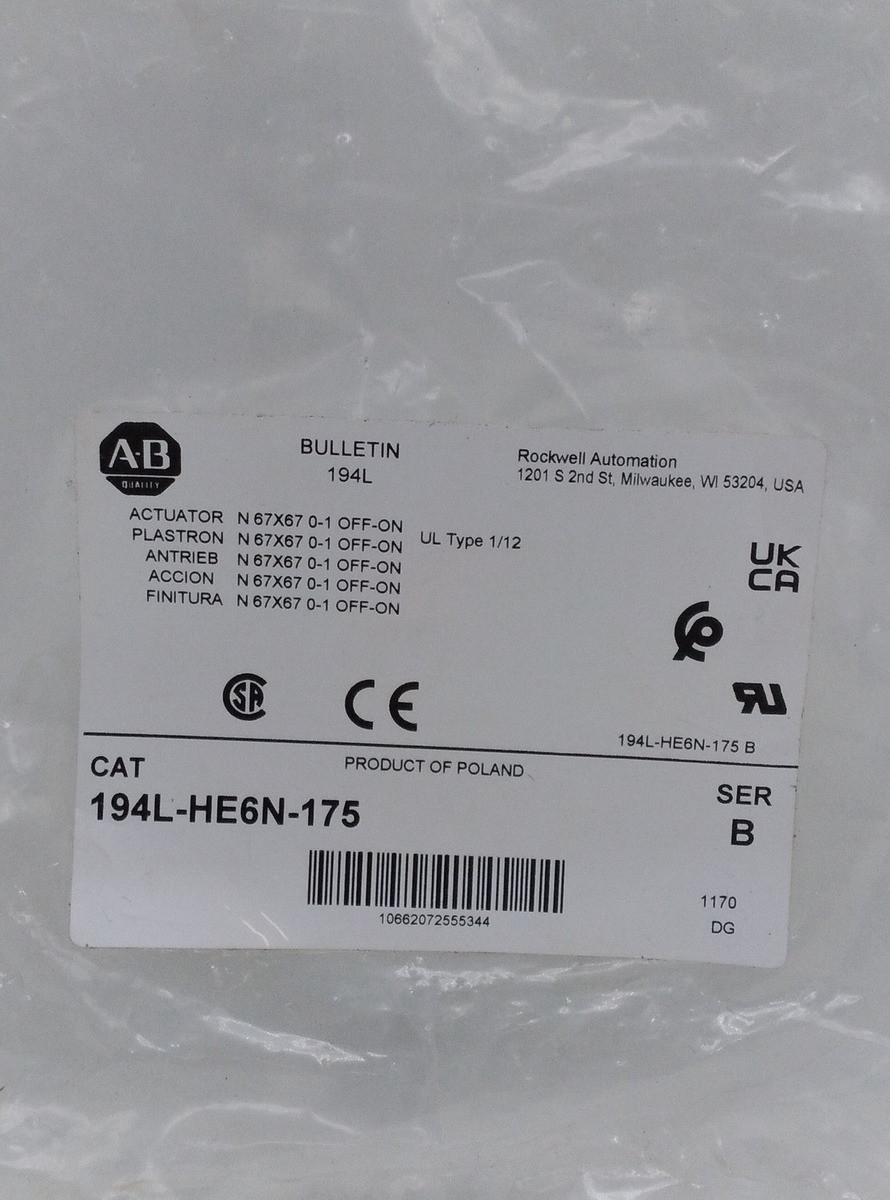 A·B
QUALITY
BULLETIN
194L
Rockwell Automation
1201 S 2nd St, Milwaukee, WI 53204, USA
ACTUATOR N 67X67 0-1 OFF-ON
PLASTRON N 67X67 0-1 OFF-ON
ANTRIEB N 67X67 0-1 OFF-ON
ACCION N 67X67 0-1 OFF-ON
FINITURA N 67X67 0-1 OFF-ON
UL Type 1/12
UK
CA
SA
CE
RU
194L-HE6N-175 B
CAT
PRODUCT OF POLAND
194L-HE6N-175
SER
B
10662072555344
1170
DG